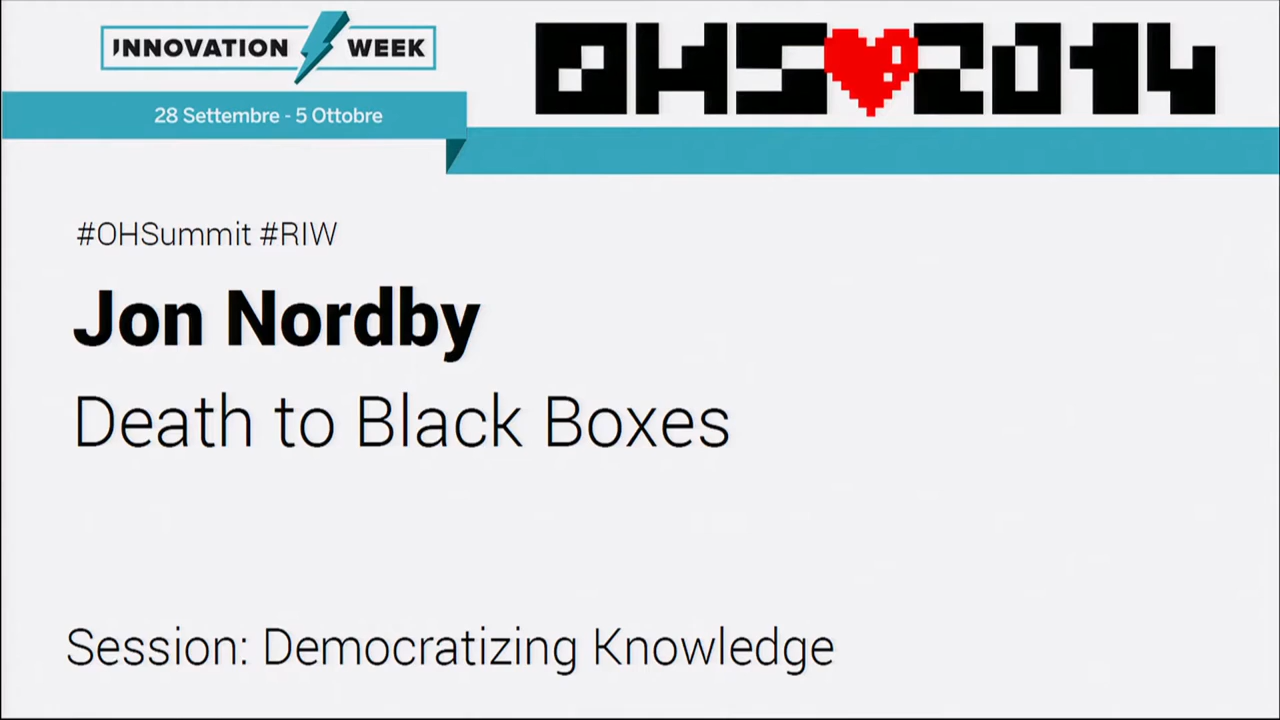 INNOVATION WEEK
28 Settembre - 5 Ottobre
OHS 2014
#OHSummit #RIW
Jon Nordby
Death to Black Boxes
Session: Democratizing Knowledge